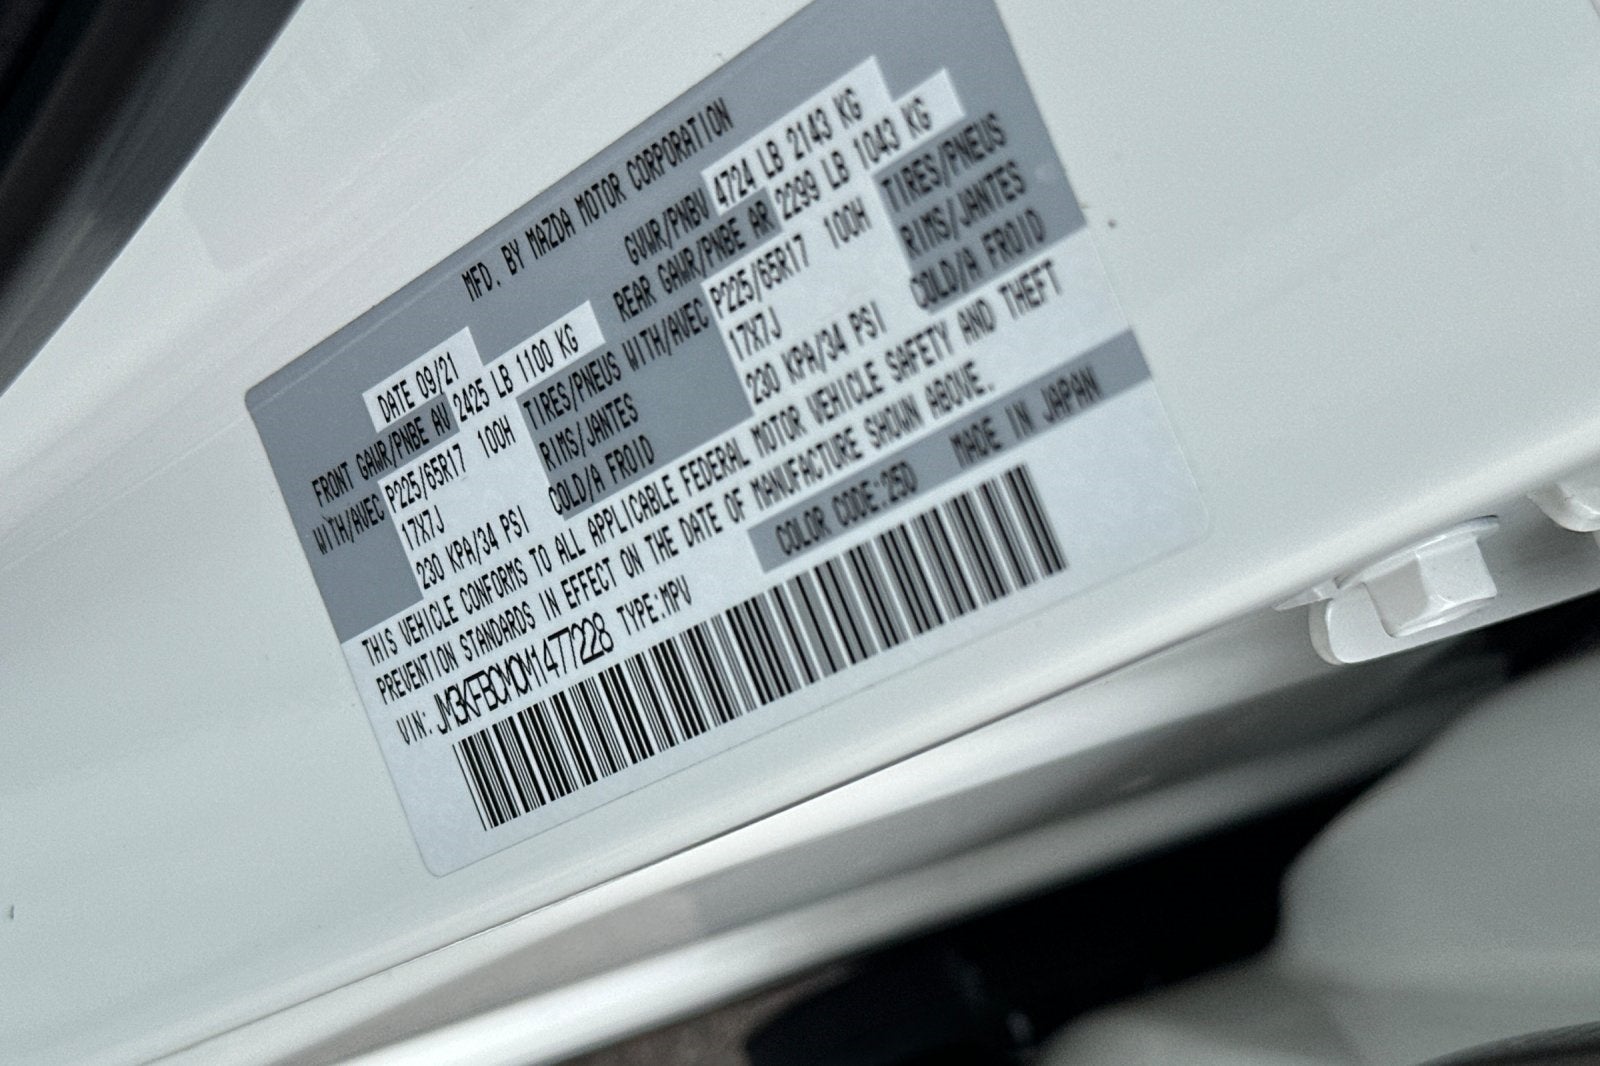 MFD. BY MAZDA MOTOR CORPORATION
DATE 09/21 GVWR/PNBV 4724 LB 2143 KG
FRONT GAWR/PNBE AV 2425 LB 1100 KG REAR GAWR/PNBE AR 2299 LB 1043 KG
WITH/AVEC P225/65R17 100H TIRES/PNEUS WITH/AVEC P225/65R17 100H TIRES/PNEUS
17X7J RIMS/JANTES 17X7J RIMS/JANTES
230 KPA/34 PSI COLD/A FROID 230 KPA/34 PSI COLD/A FROID
THIS VEHICLE CONFORMS TO ALL APPLICABLE FEDERAL MOTOR VEHICLE SAFETY AND THEFT
PREVENTION STANDARDS IN EFFECT ON THE DATE OF MANUFACTURE SHOWN ABOVE.
VIN: JM3KFBCM0M1477228 TYPE:MPV COLOR CODE:25D MADE IN JAPAN